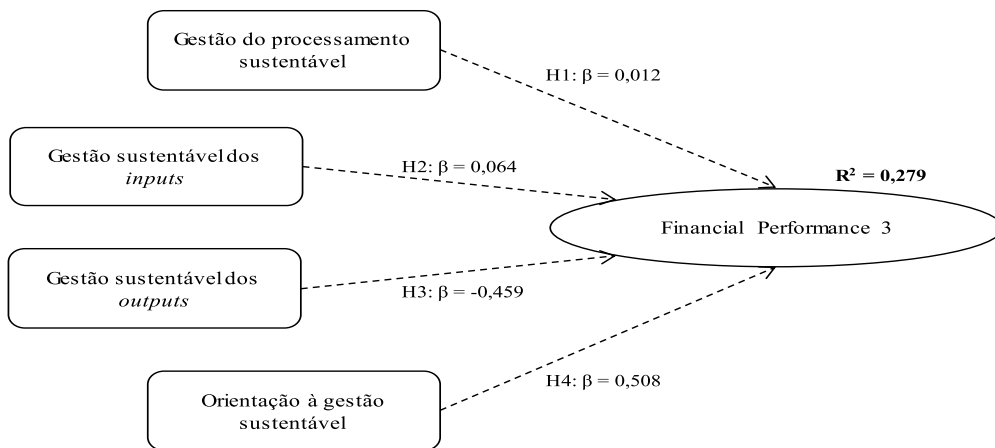 Gestão do processamento
sustentável
H1: β = 0,012
Gestão sustentável dos
inputs
H2: β = 0,064
R² = 0,279
Financial Performance 3
Gestão sustentável dos
outputs
H3: β = -0,459
H4: β = 0,508
Orientação à gestão
sustentável